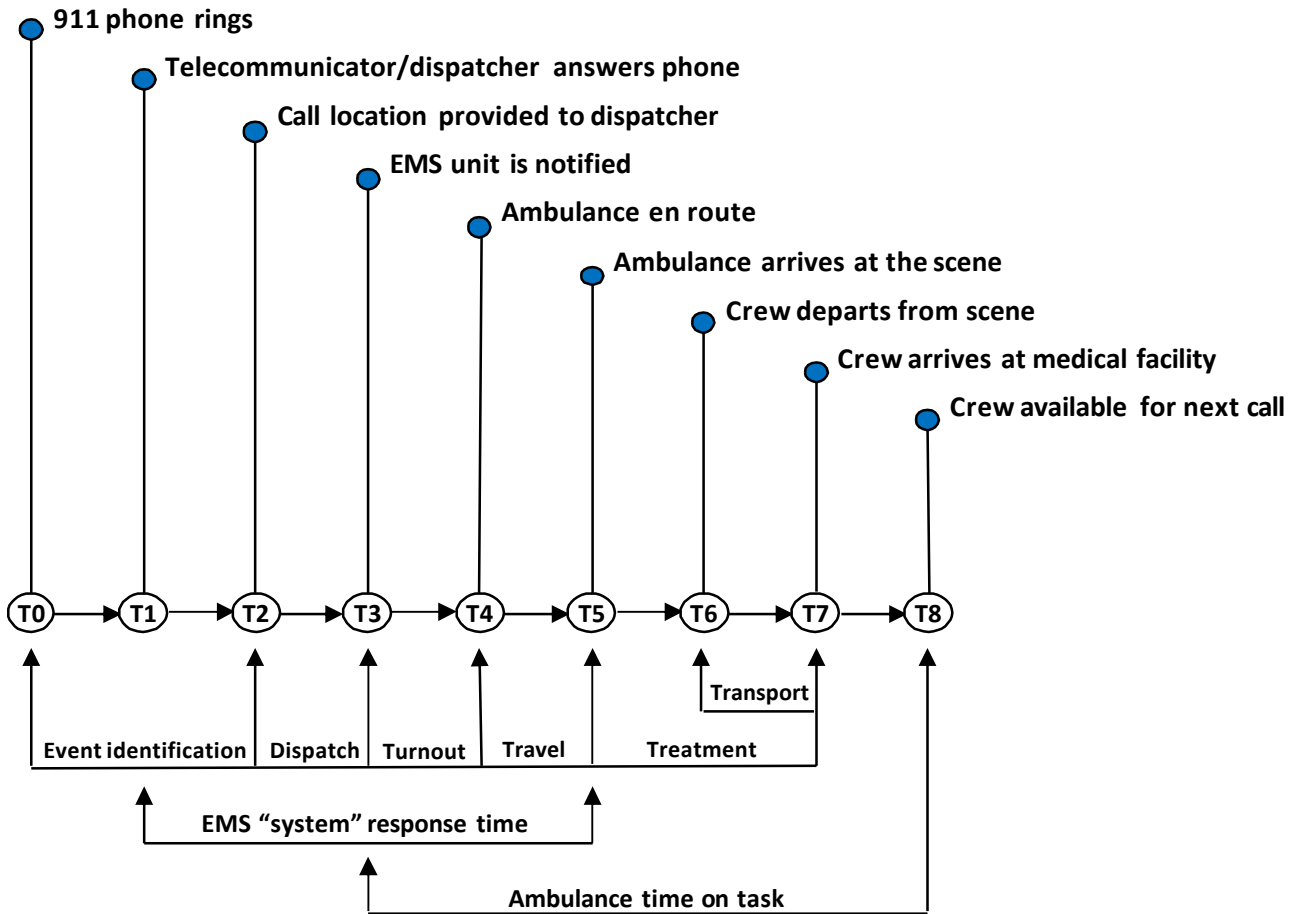 911 phone rings
Telecommunicator/dispatcher answers phone
Call location provided to dispatcher
EMS unit is notified
Ambulance en route
Ambulance arrives at the scene
Crew departs from scene
Crew arrives at medical facility
Crew available for next call
T0 T1 T2 T3 T4 T5 T6 T7 T8
Transport
Event identification Dispatch Turnout Travel Treatment
EMS “system” response time
Ambulance time on task